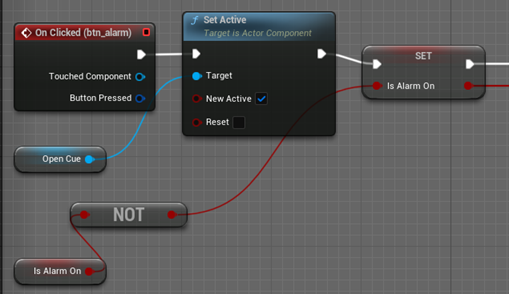 On Clicked (btn_alarm)
Touched Component
Button Pressed
f Set Active
Target is Actor Component
Target
New Active
Reset
SET
Is Alarm On
Open Cue
NOT
Is Alarm On